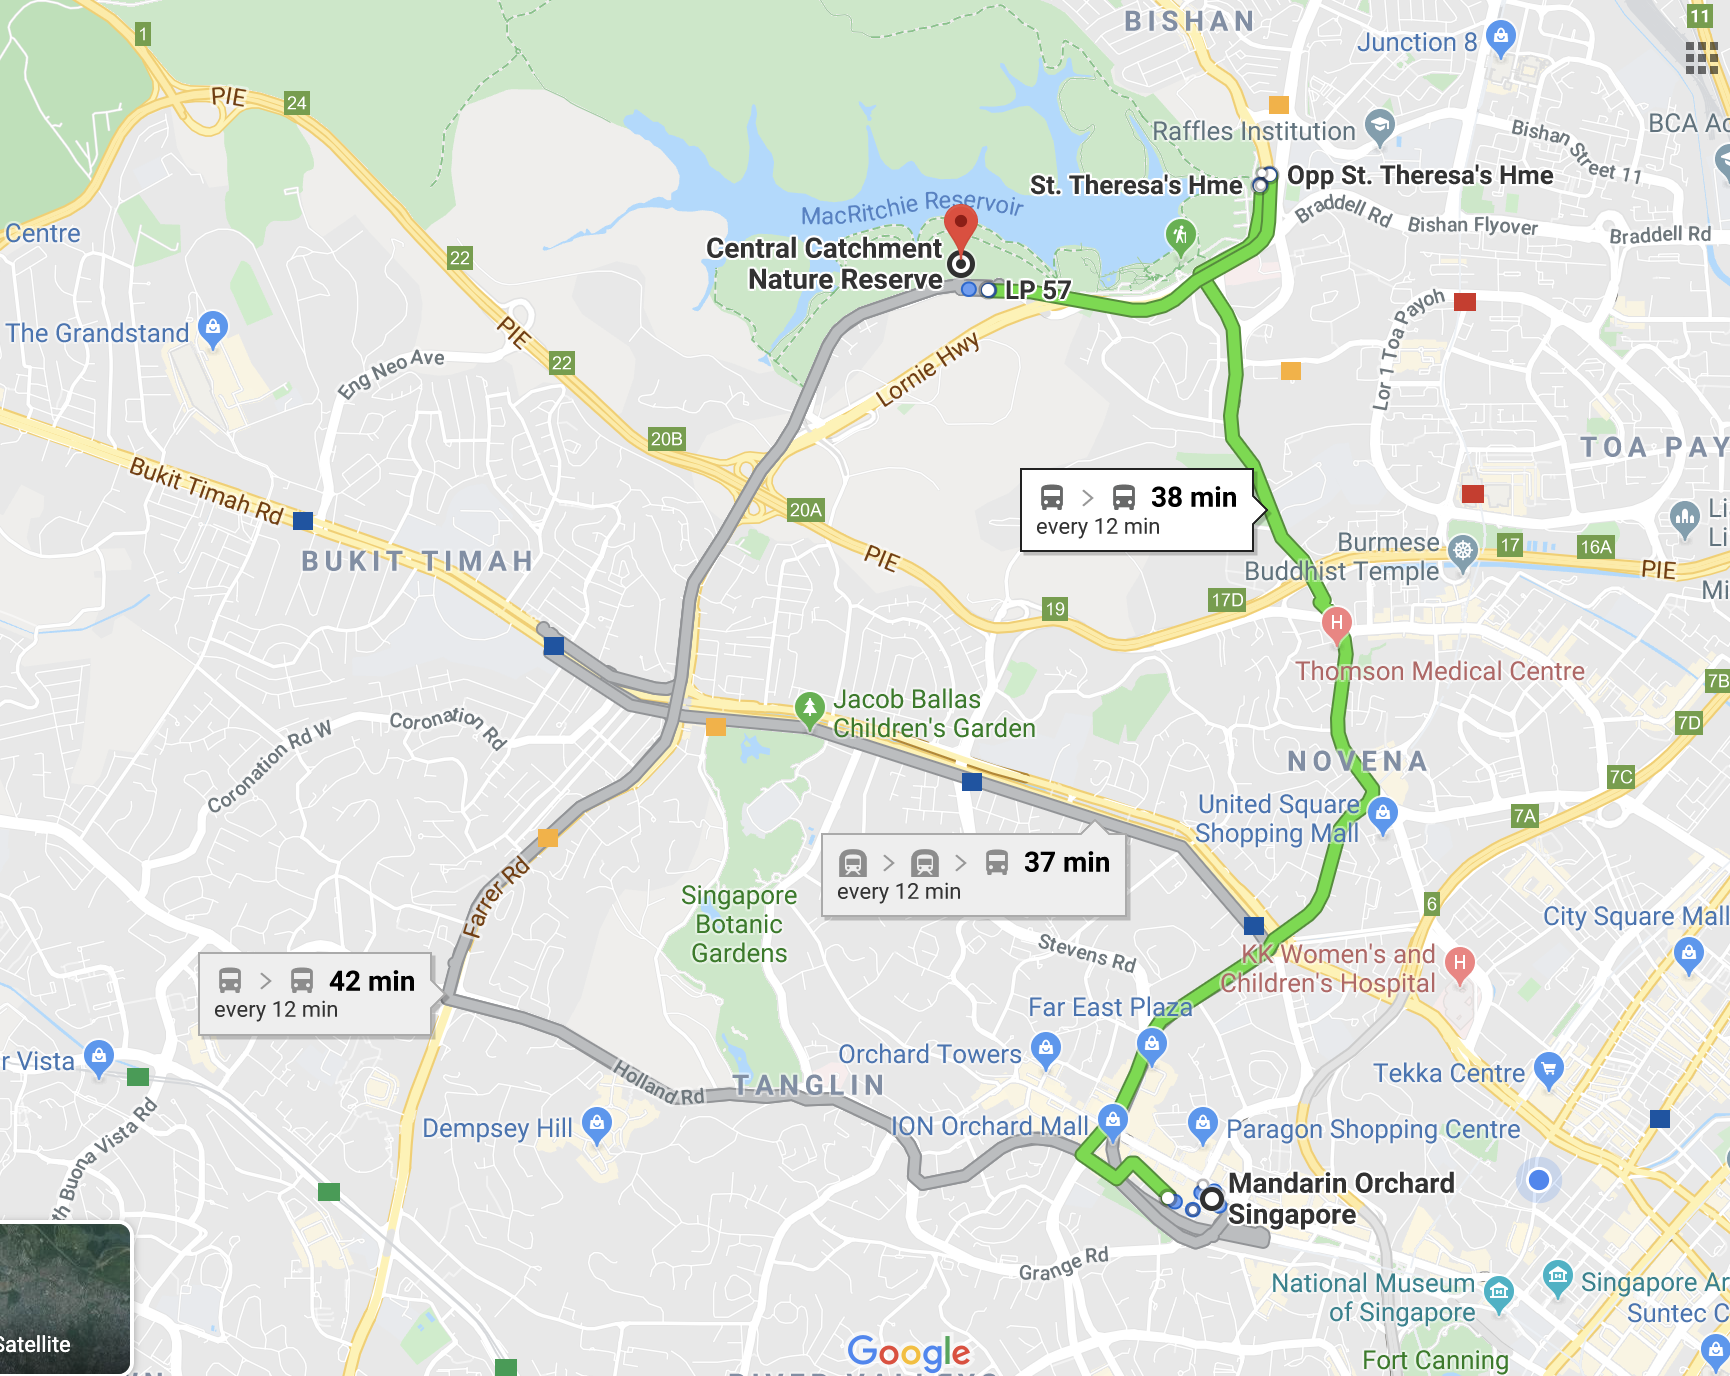 BISHAN
11
1
Junction 8
PIE
24
Raffles Institution
Bishan Street 11
BCA Ac
St. Theresa's Hme
Opp St. Theresa's Hme
MacRitchie Reservoir
Braddell Rd
Bishan Flyover
Braddell Rd
Centre
22
Central Catchment
Nature Reserve
LP 57
The Grandstand
PIE
22
Eng Neo Ave
Lornie Hwy
Lor 1 Toa Payoh
20B
TOA PAY
Bukit Timah Rd
20A
38 min
every 12 min
Li
Li
BUKIT TIMAH
PIE
Burmese
Buddhist Temple
17
16A
PIE
Mi
19
17D
H
Thomson Medical Centre
7B
Jacob Ballas
Children's Garden
Coronation Rd W
Coronation Rd
7D
NOVENA
7C
United Square
Shopping Mall
7A
37 min
every 12 min
Farrer Rd
Singapore
Botanic
Gardens
6
City Square Mall
Stevens Rd
KK Women's and
Children's Hospital
H
42 min
every 12 min
Far East Plaza
r Vista
Orchard Towers
Tekka Centre
Holland Rd
TANGLIN
Dempsey Hill
ION Orchard Mall
Paragon Shopping Centre
th Buona Vista Rd
Mandarin Orchard
Singapore
Grange Rd
National Museum
of Singapore
Singapore Ar
Suntec C
Satellite
Google
Fort Canning
RIVER VALLEY